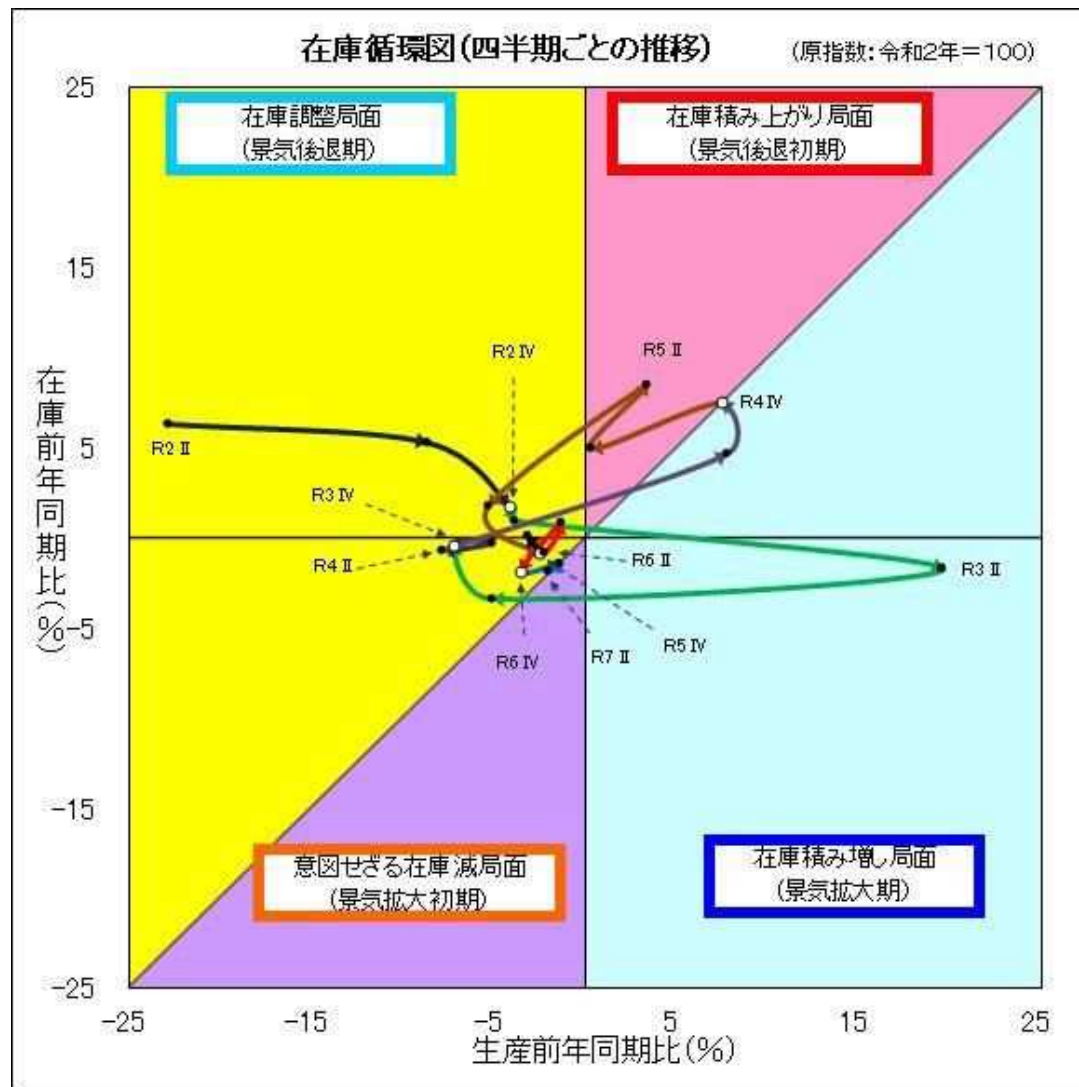 在庫循環図(四半期ごとの推移)
(原指数:令和2年=100)
25
15
5
-5
-15
-25
在庫前年同期比(%)
在庫調整局面
(景気後退期)
在庫積み上がり局面
(景気後退初期)
R2 Ⅳ
R5 Ⅱ
R4 Ⅳ
R2 Ⅱ
R3 Ⅳ
R4 Ⅱ
R6 Ⅱ
R3 Ⅱ
R6 Ⅳ
R7 Ⅱ
R5 Ⅳ
意図せざる在庫減局面
(景気拡大初期)
在庫積み増し局面
(景気拡大期)
-25
-15
-5
5
15
25
生産前年同期比(%)